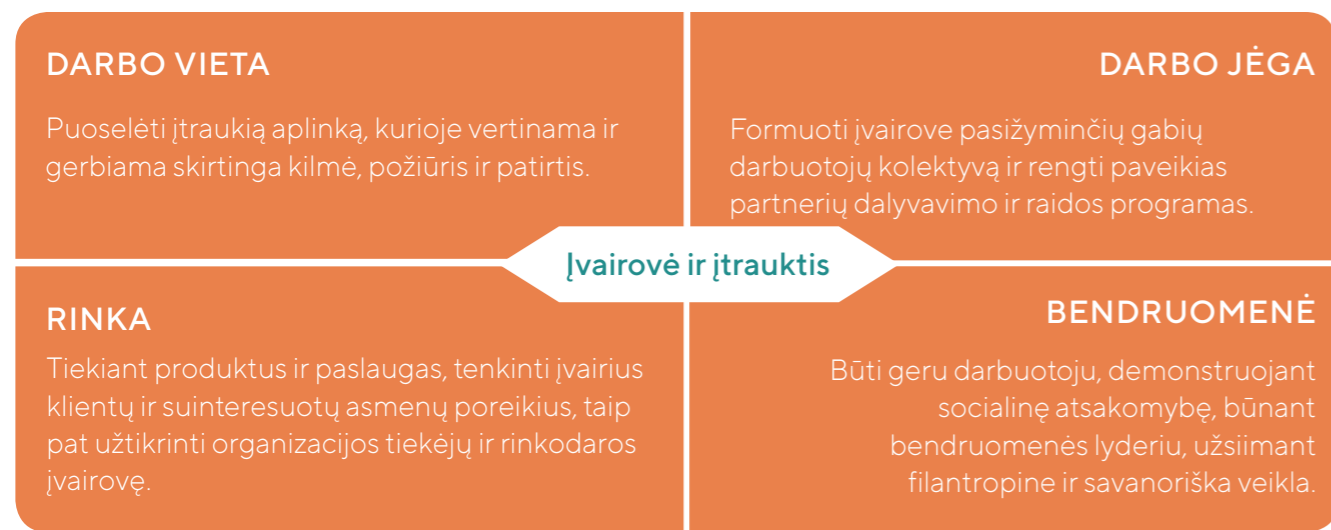 DARBO VIETA
Puoselėti įtraukią aplinką, kurioje vertinama ir
gerbiama skirtinga kilmė, požiūris ir patirtis.
DARBO JĖGA
Formuoti įvairove pasižyminčių gabių
darbuotojų kolektyvą ir rengti paveikias
partnerių dalyvavimo ir raidos programas.
Įvairovė ir įtrauktis
RINKA
Tiekiant produktus ir paslaugas, tenkinti įvairius
klientų ir suinteresuotų asmenų poreikius, taip
pat užtikrinti organizacijos tiekėjų ir rinkodaros
įvairovę.
BENDRUOMENĖ
Būti geru darbuotoju, demonstruojant
socialinę atsakomybę, būnant
bendruomenės lyderiu, užsiimant
filantropine ir savanoriška veikla.